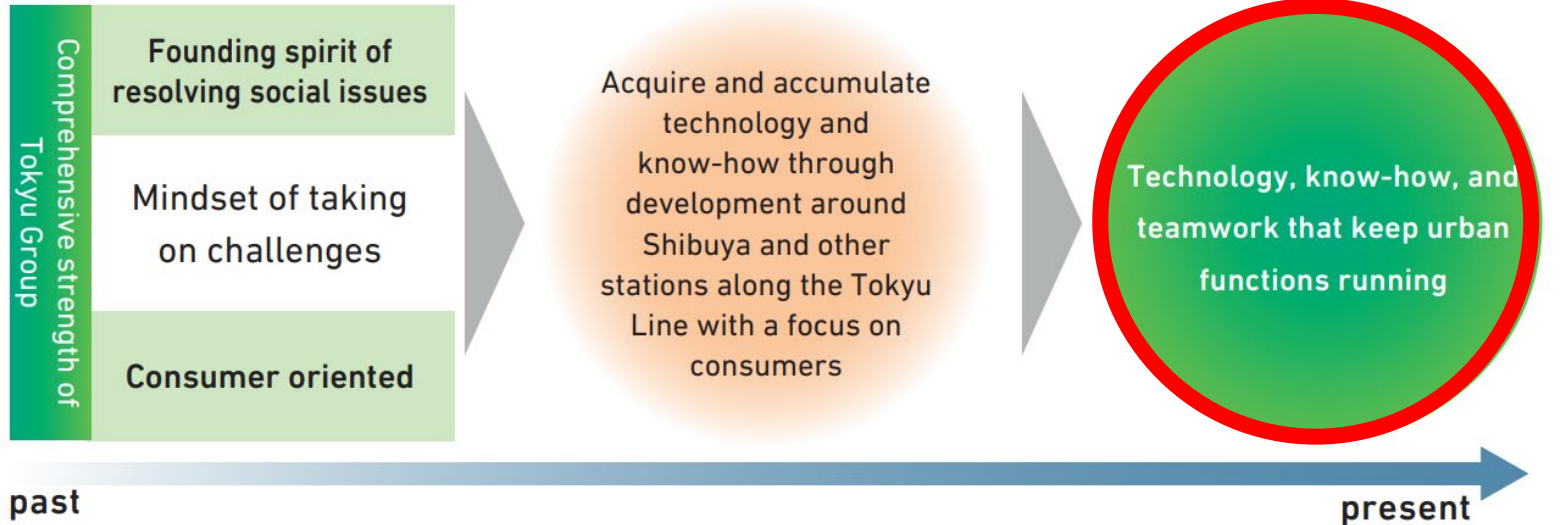 Comprehensive strength of
Tokyu Group
Founding spirit of
resolving social issues
Mindset of taking
on challenges
Consumer oriented
Acquire and accumulate
technology and
know-how through
development around
Shibuya and other
stations along the Tokyu
Line with a focus on
consumers
Technology, know-how, and
teamwork that keep urban
functions running
past
present